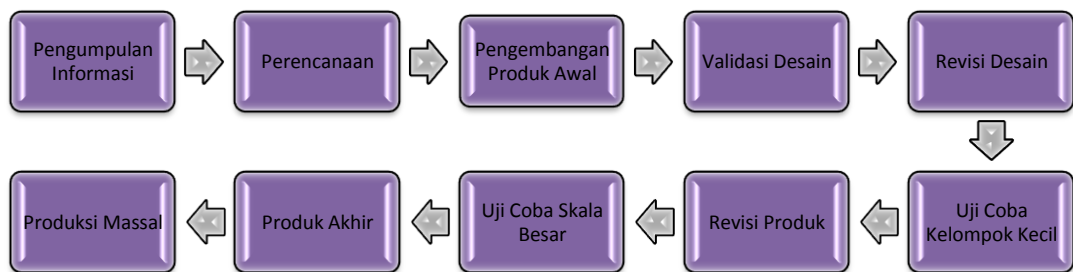 Pengumpulan
Informasi
Perencanaan
Pengembangan
Produk Awal
Validasi Desain
Revisi Desain
Uji Coba
Kelompok Kecil
Revisi Produk
Uji Coba Skala
Besar
Produk Akhir
Produksi Massal